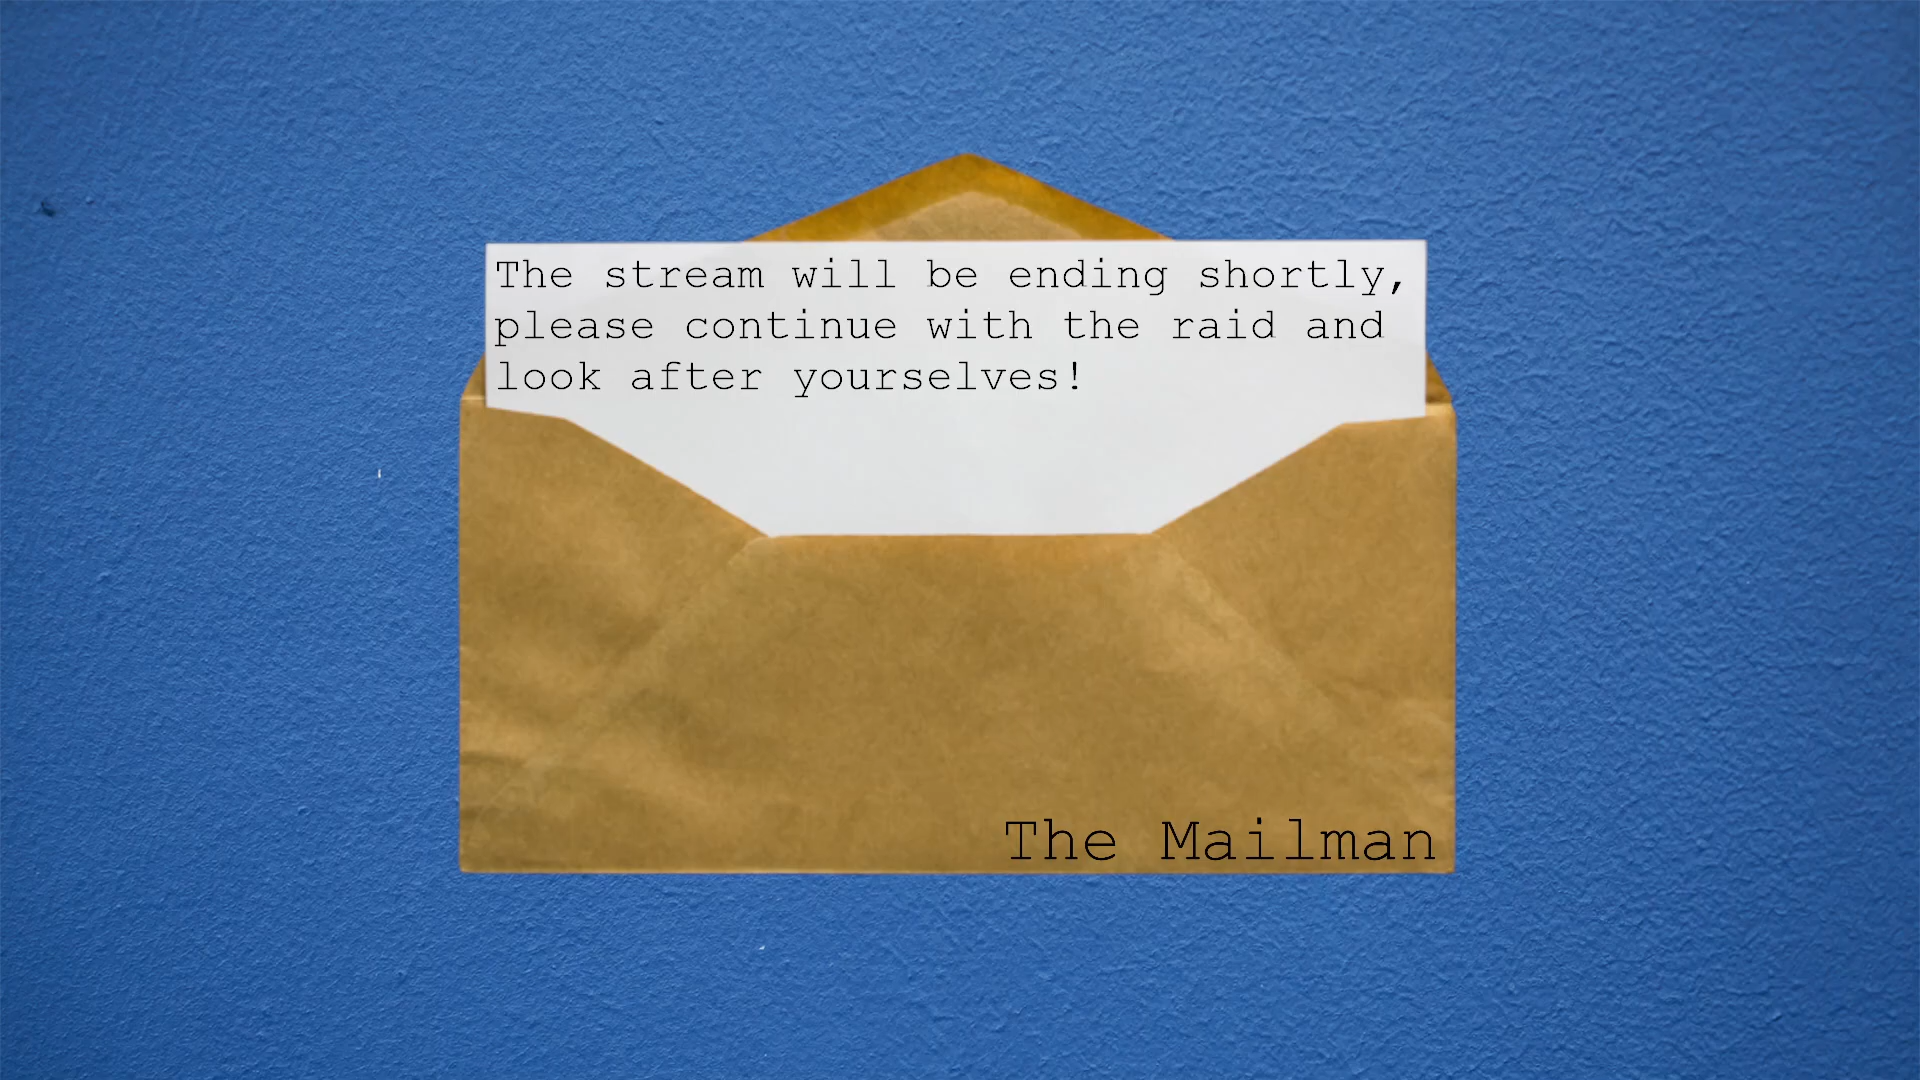 The stream will be ending shortly,
please continue with the raid and
look after yourselves!
The Mailman